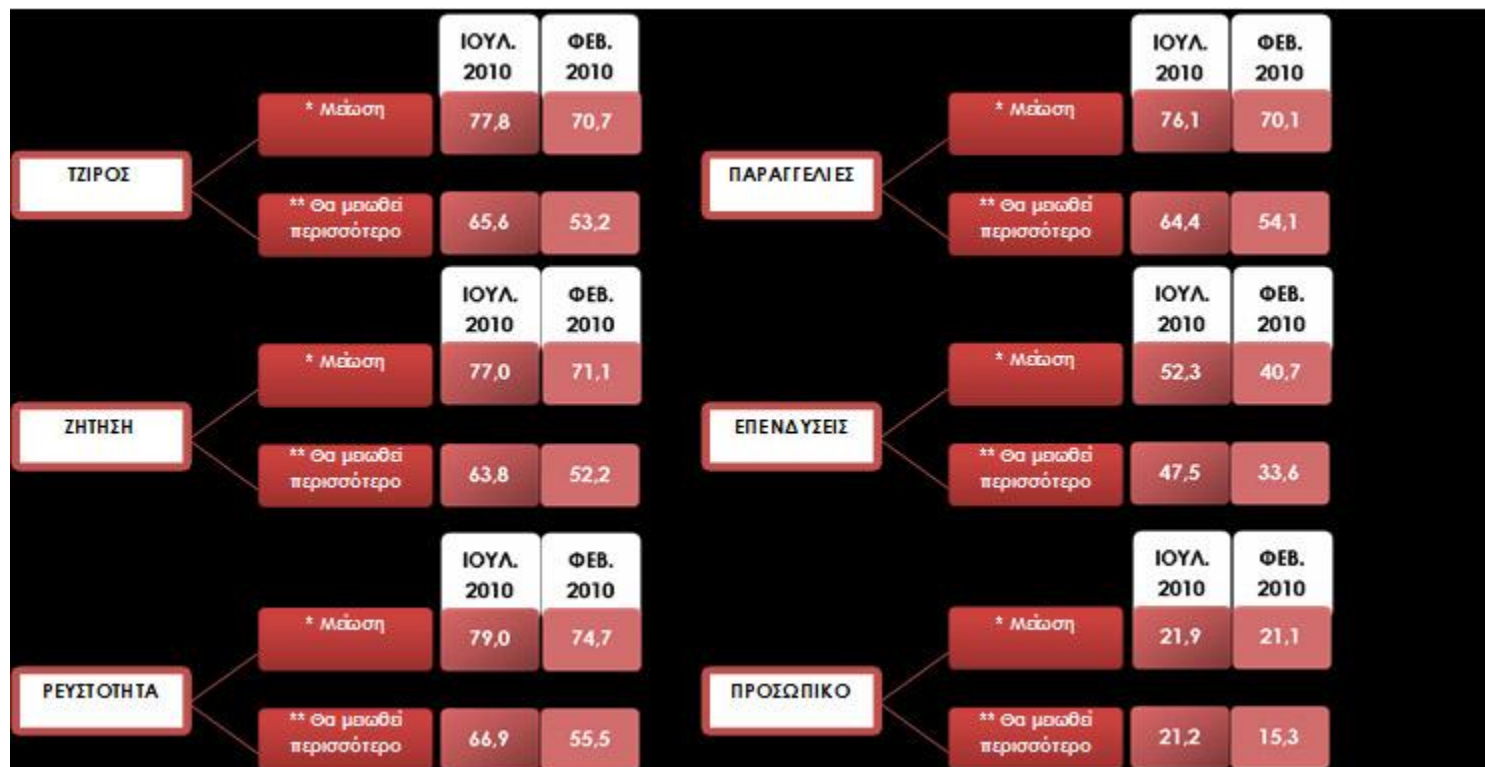 ΙΟΥΛ. 2010
ΦΕΒ. 2010
* Μείωση
77,8
70,7
ΤΖΙΡΟΣ
** Θα μειωθεί
περισσότερο
65,6
53,2
ΙΟΥΛ. 2010
ΦΕΒ. 2010
* Μείωση
76,1
70,1
ΠΑΡΑΓΓΕΛΙΕΣ
** Θα μειωθεί
περισσότερο
64,4
54,1
ΙΟΥΛ. 2010
ΦΕΒ. 2010
* Μείωση
77,0
71,1
ΖΗΤΗΣΗ
** Θα μειωθεί
περισσότερο
63,8
52,2
ΙΟΥΛ. 2010
ΦΕΒ. 2010
* Μείωση
52,3
40,7
ΕΠΕΝΔΥΣΕΙΣ
** Θα μειωθεί
περισσότερο
47,5
33,6
ΙΟΥΛ. 2010
ΦΕΒ. 2010
* Μείωση
79,0
74,7
ΡΕΥΣΤΟΤΗΤΑ
** Θα μειωθεί
περισσότερο
66,9
55,5
ΙΟΥΛ. 2010
ΦΕΒ. 2010
* Μείωση
21,9
21,1
ΠΡΟΣΩΠΙΚΟ
** Θα μειωθεί
περισσότερο
21,2
15,3